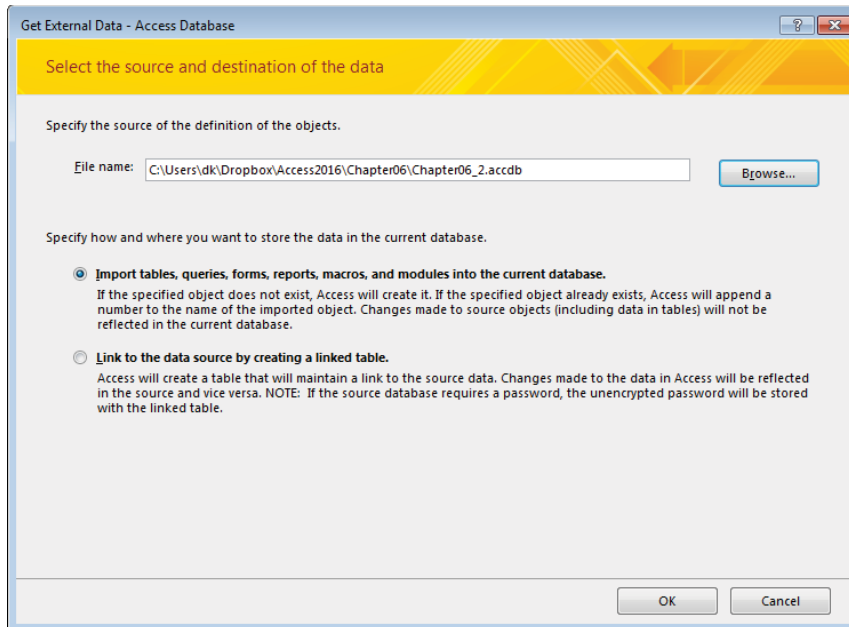 Get External Data - Access Database
Select the source and destination of the data
Specify the source of the definition of the objects.
File name: C:\Users\dk\Dropbox\Access2016\Chapter06\Chapter06_2.accdb Browse...
Specify how and where you want to store the data in the current database.
Import tables, queries, forms, reports, macros, and modules into the current database.
If the specified object does not exist, Access will create it. If the specified object already exists, Access will append a
number to the name of the imported object. Changes made to source objects (including data in tables) will not be
reflected in the current database.
Link to the data source by creating a linked table.
Access will create a table that will maintain a link to the source data. Changes made to the data in Access will be reflected
in the source and vice versa. NOTE:  If the source database requires a password, the unencrypted password will be stored
with the linked table.
OK Cancel